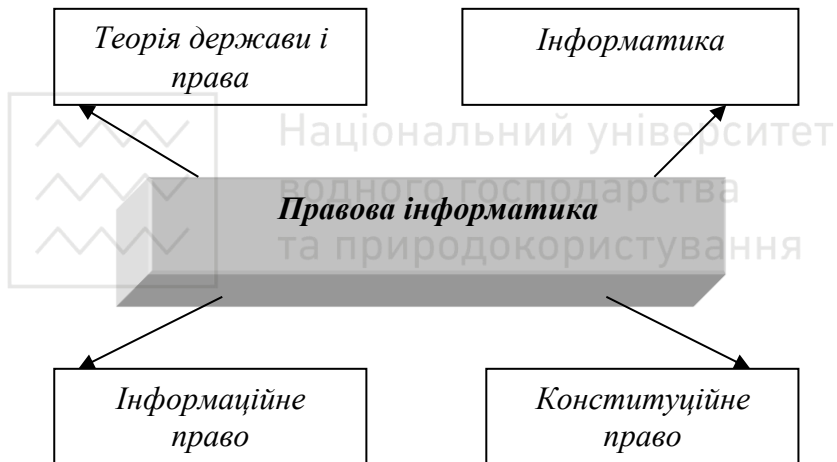 Теорія держави і
права
Інформатика
Національний університет
водного господарства
та природокористування
Правова інформатика
Інформаційне
право
Конституційне
право